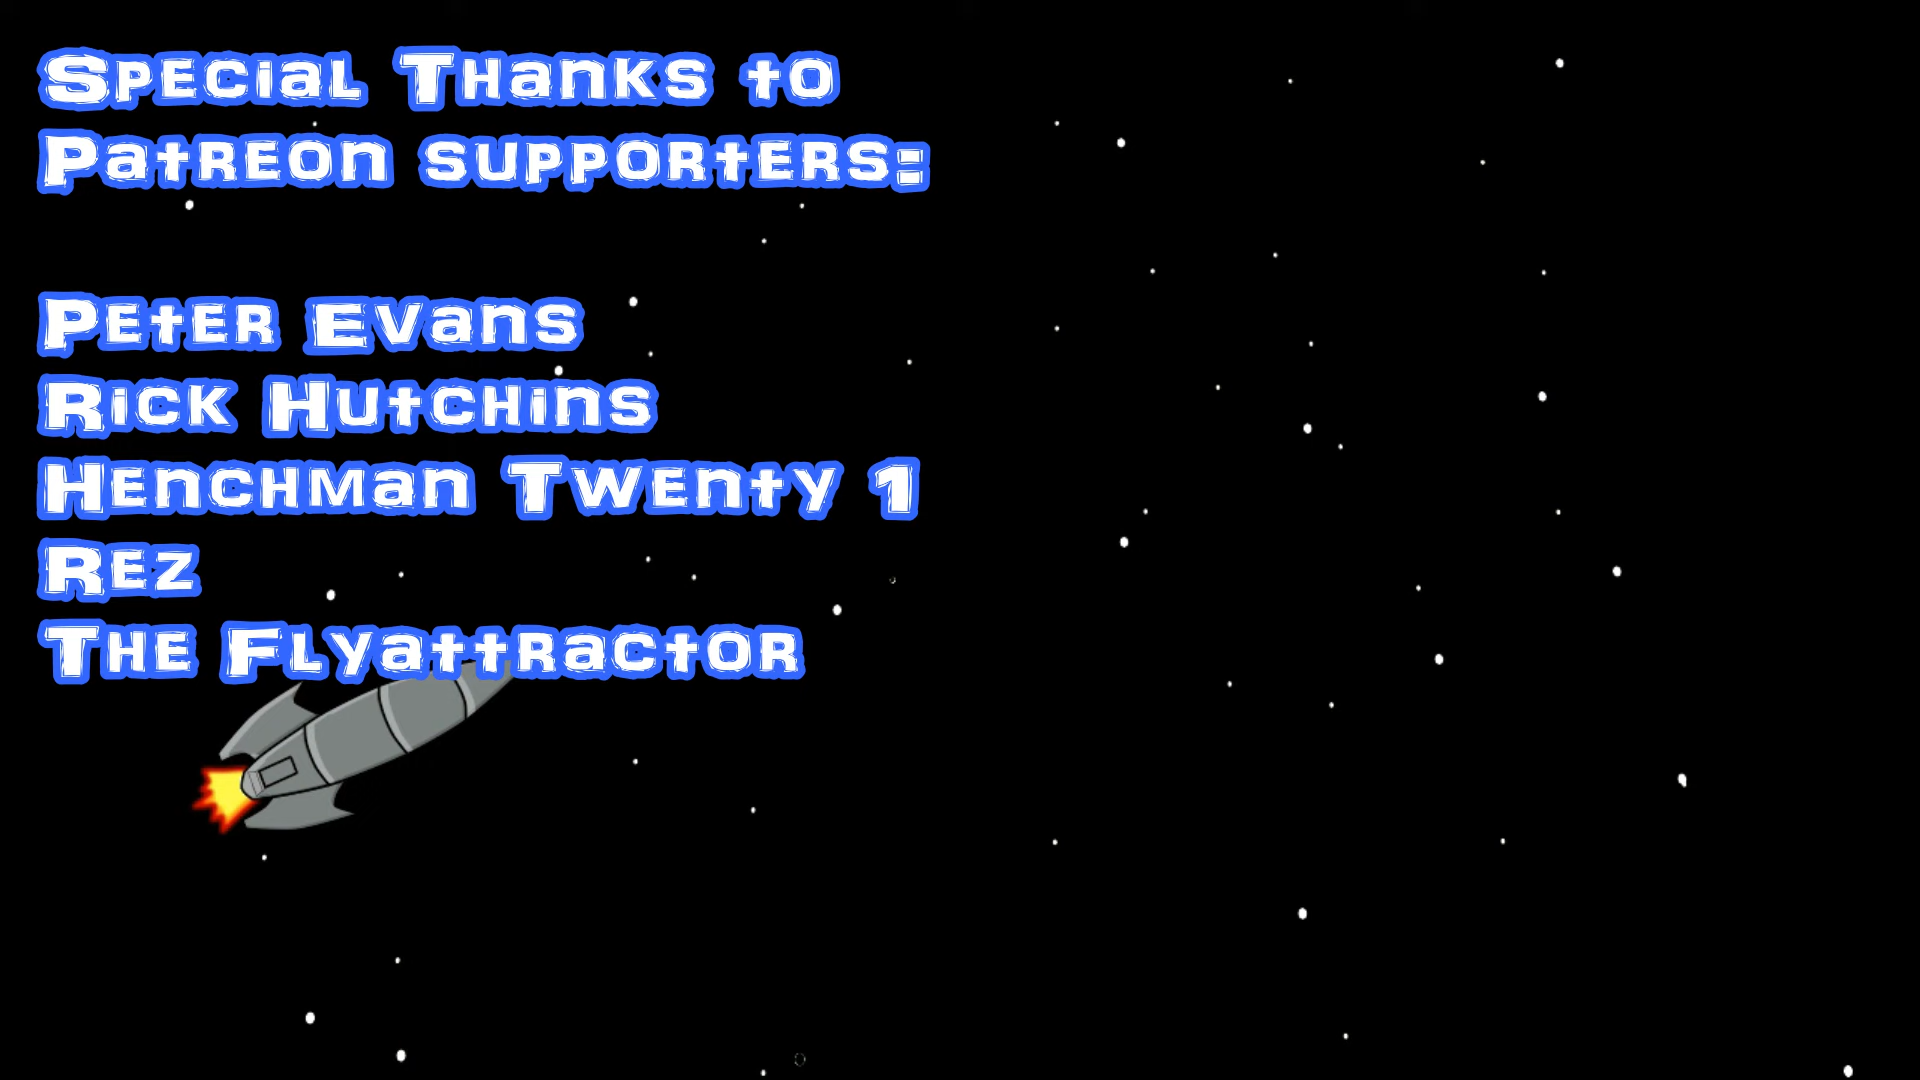 Special Thanks to
Patreon supporters:
Peter Evans
Rick Hutchins
Henchman Twenty 1
Rez
The Flyattractor